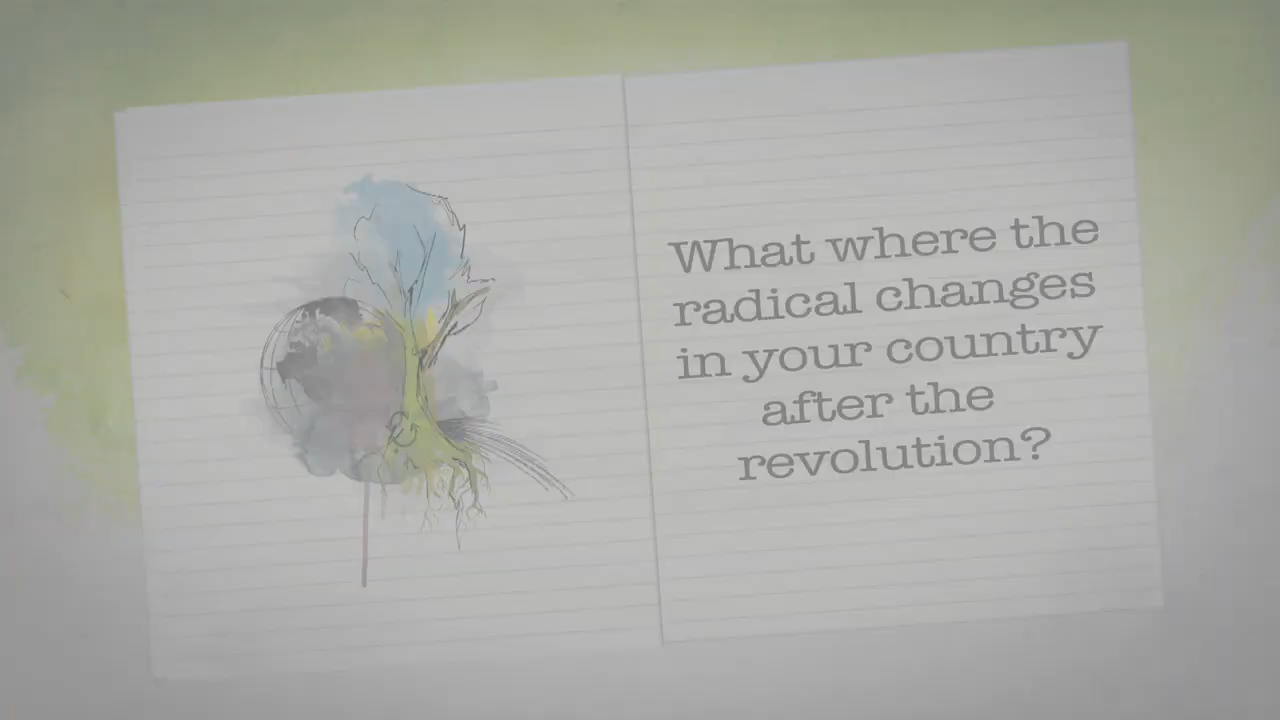 What where the
radical changes
in your country
after the
revolution?